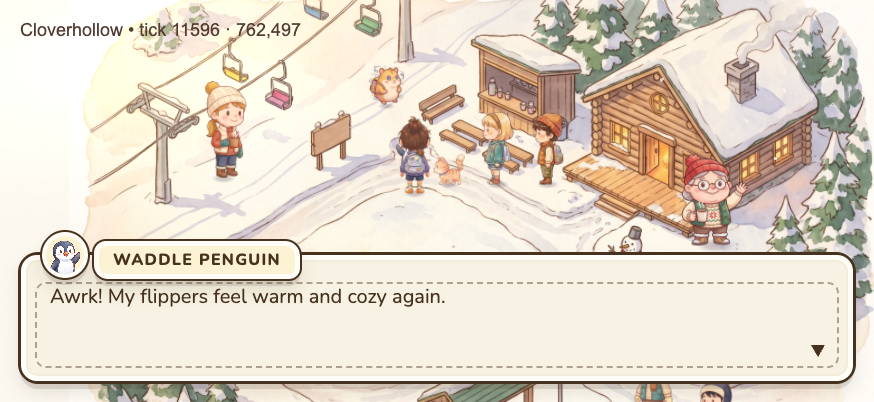 Cloverhollow • tick 11596 · 762,497
WADDLE PENGUIN
Awrk! My flippers feel warm and cozy again.